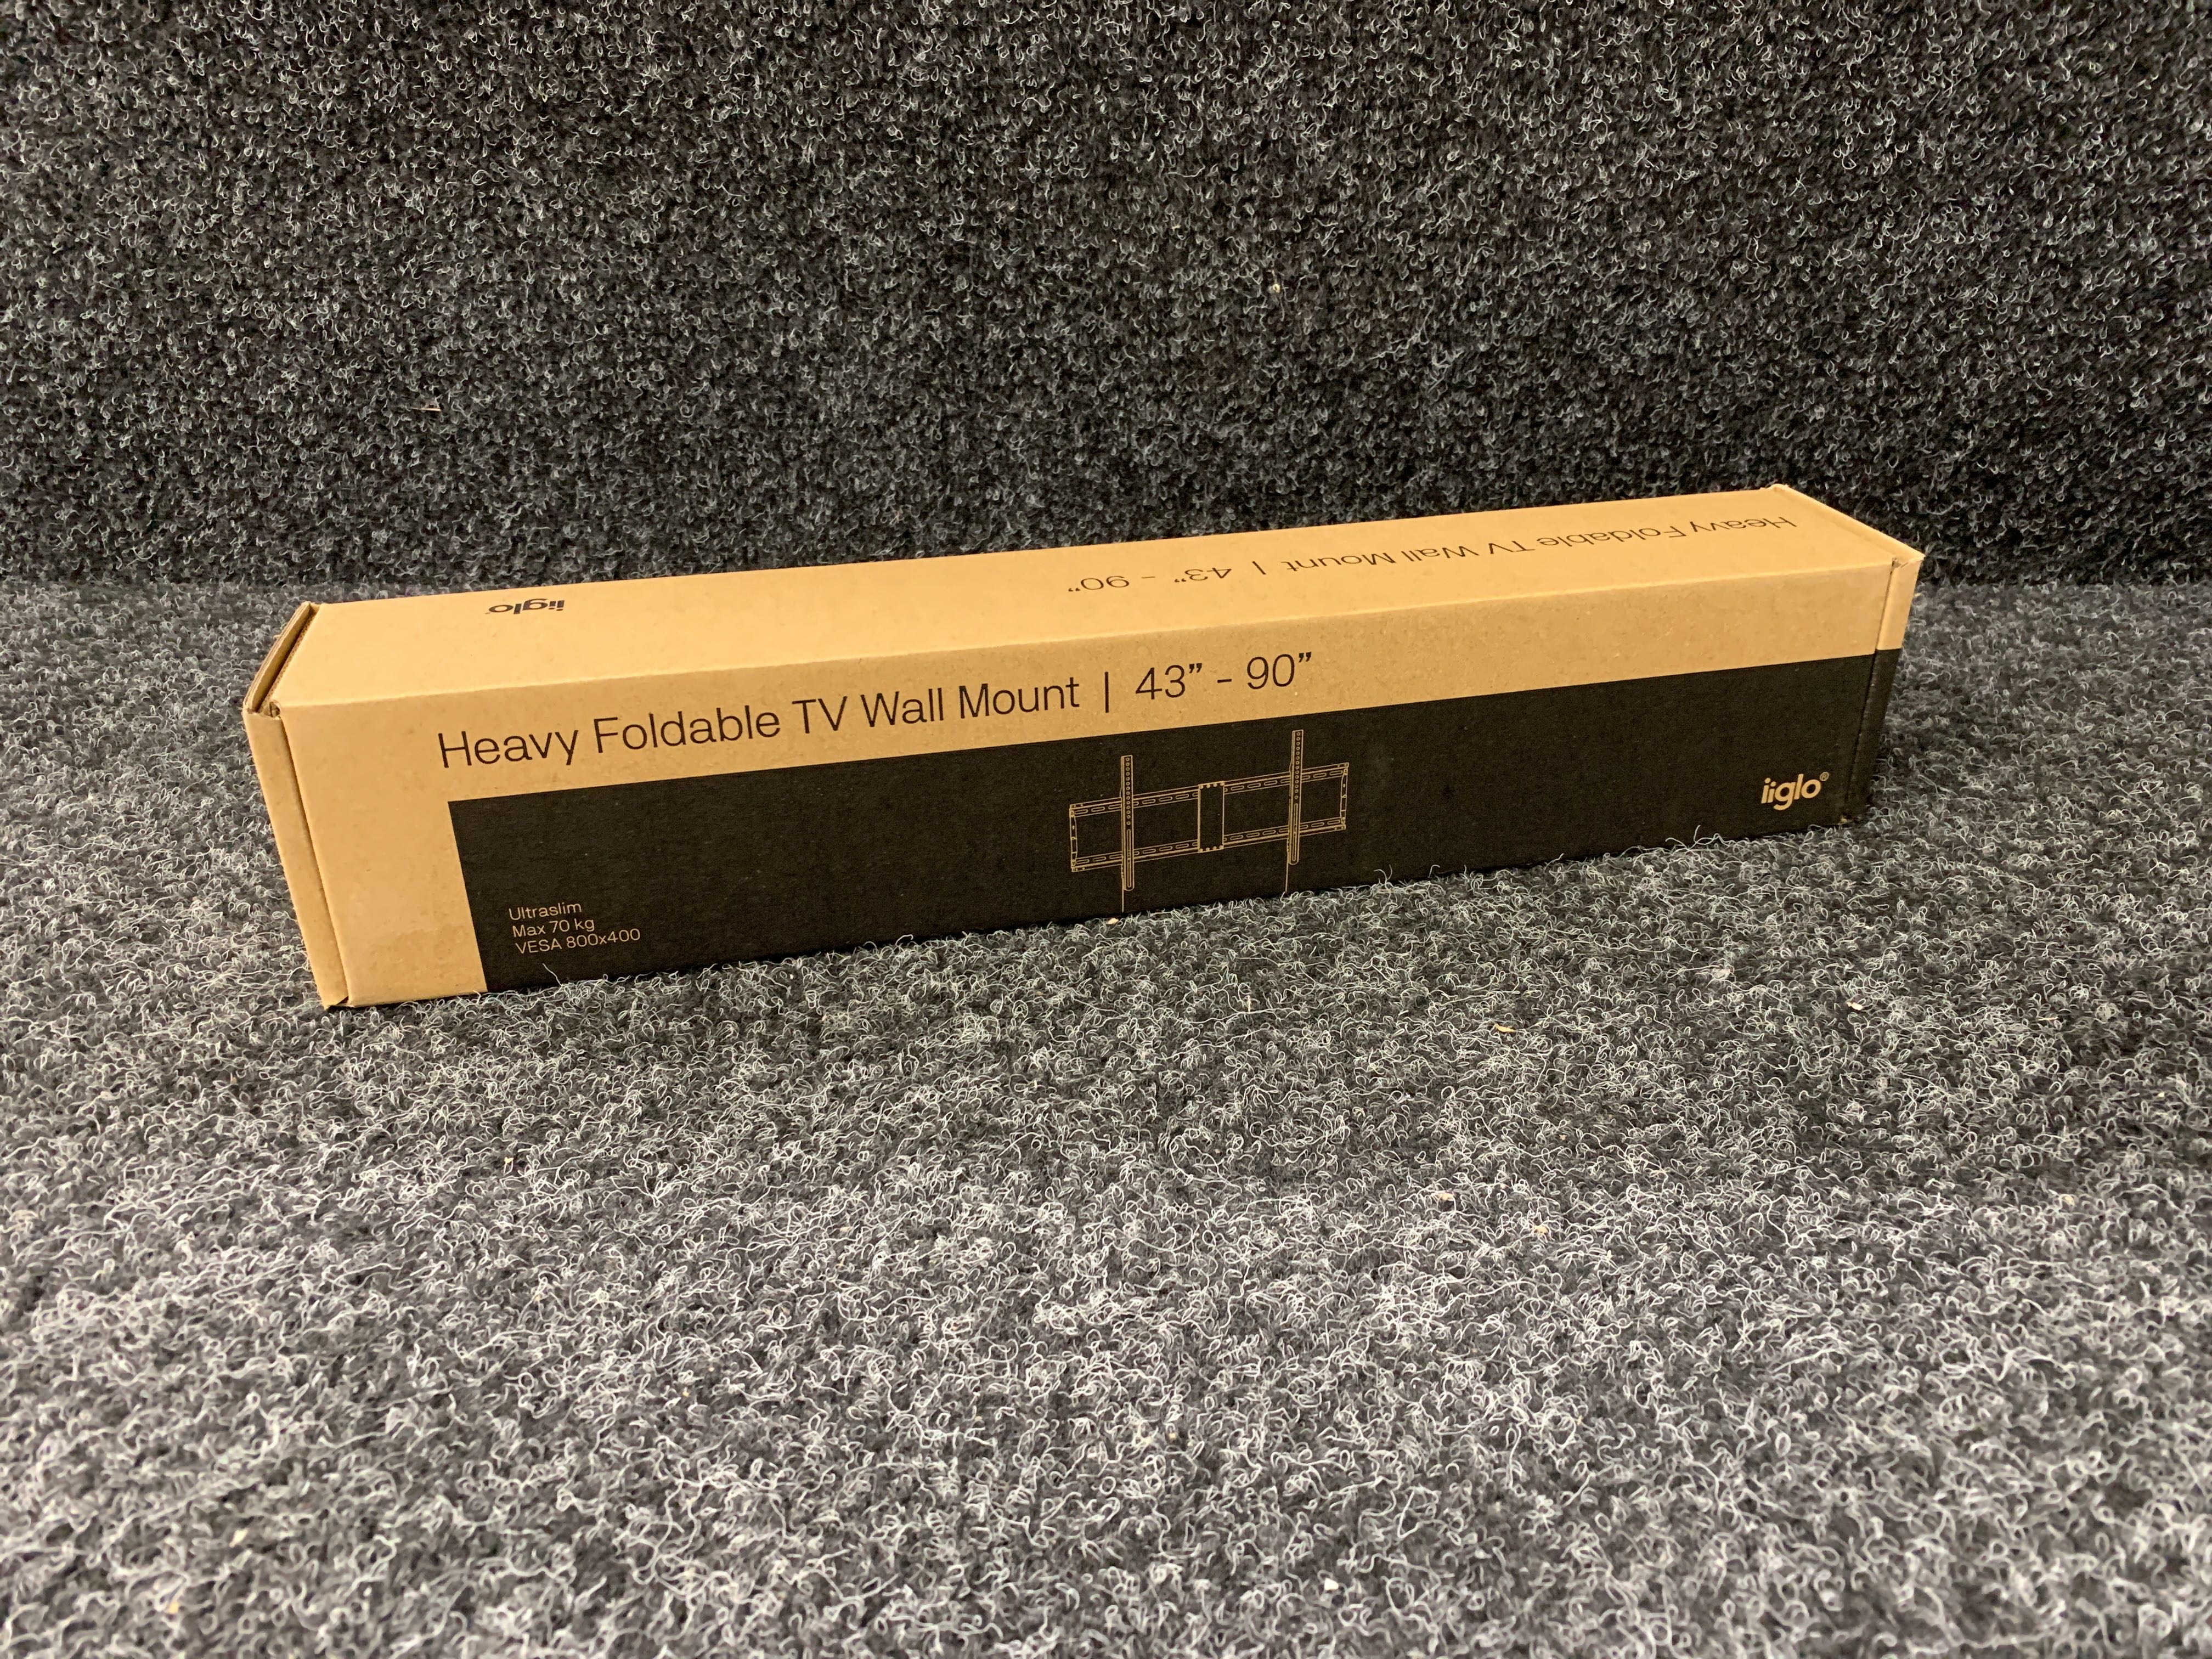 iiglo
Heavy Foldable TV Wall Mount | 43” - 90”
Heavy Foldable TV Wall Mount | 43” - 90”
iiglo®
Ultraslim
Max 70 kg
VESA 800x400